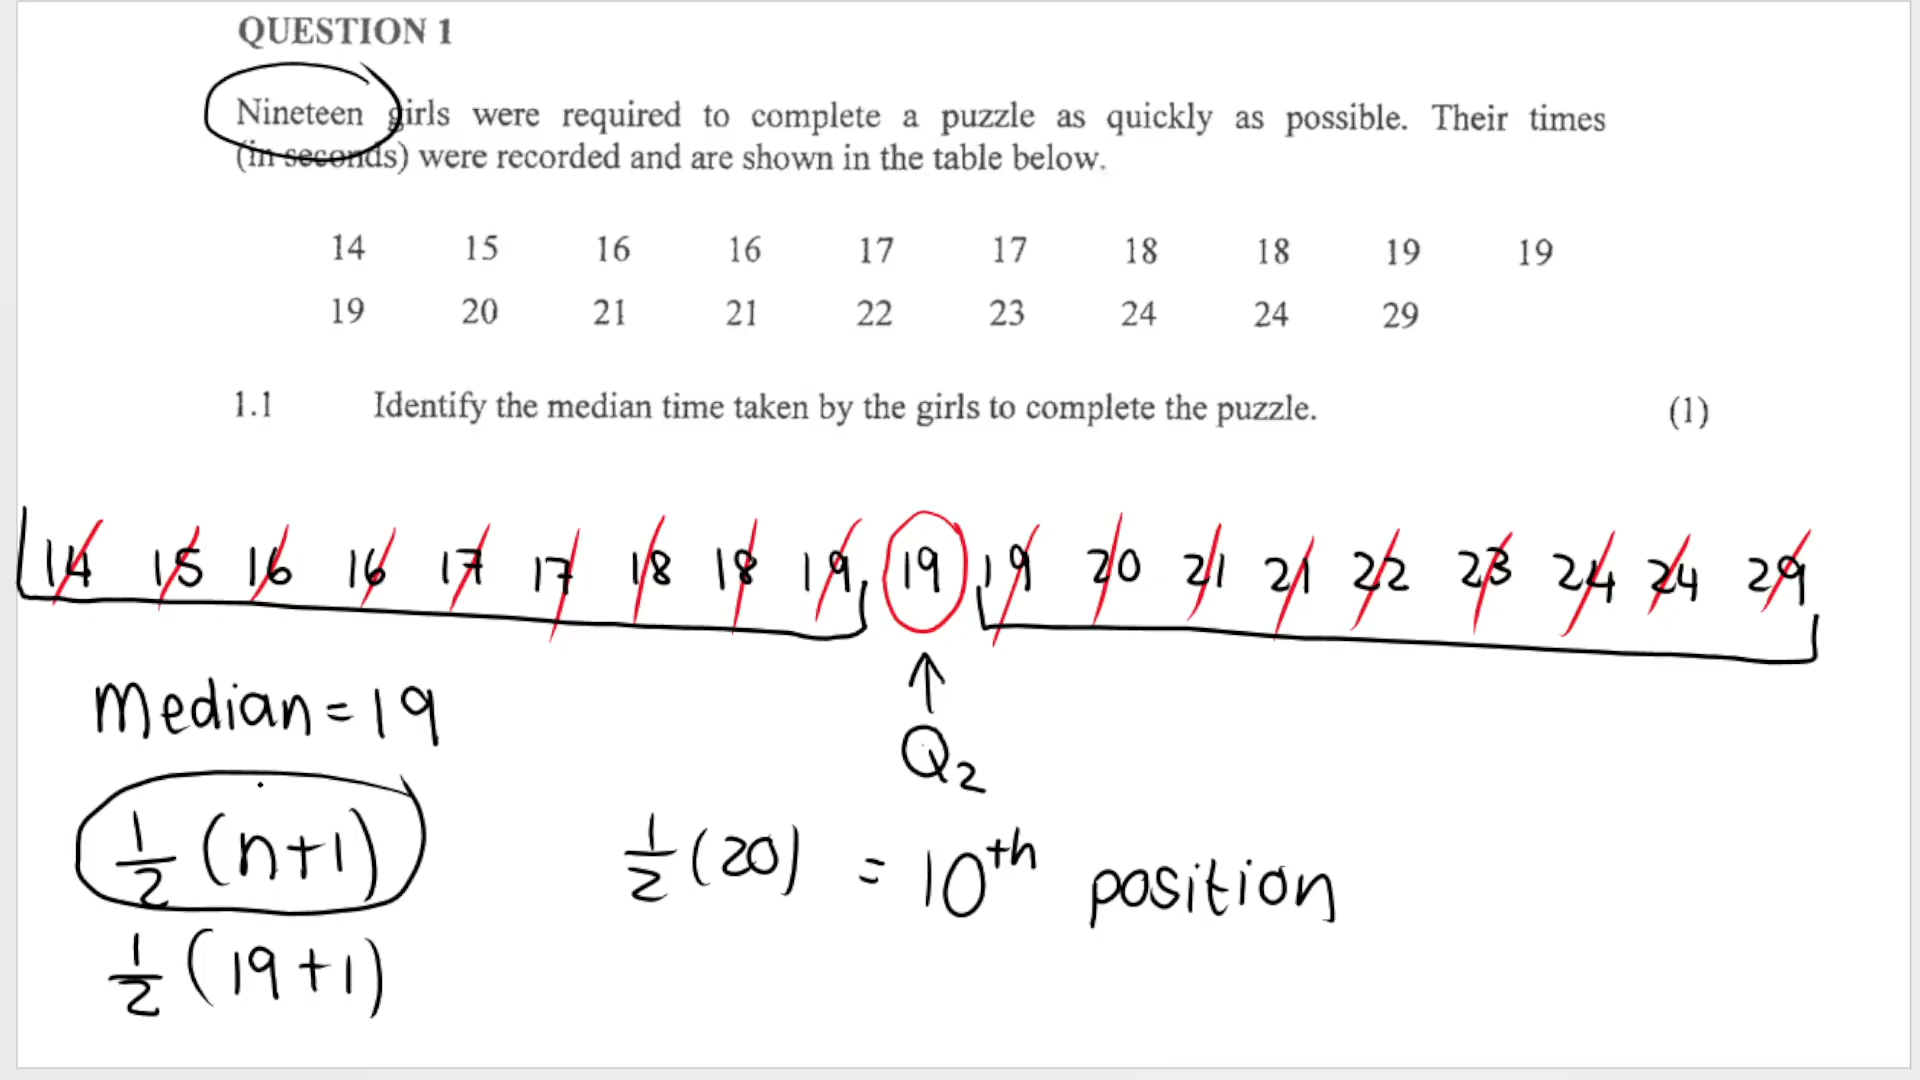 QUESTION 1
Nineteen girls were required to complete a puzzle as quickly as possible. Their times
(in seconds) were recorded and are shown in the table below.
14 15 16 16 17 17 18 18 19 19
19 20 21 21 22 23 24 24 29
1.1 Identify the median time taken by the girls to complete the puzzle. (1)
14 15 16 16 17 17 18 18 19 19 19 20 21 21 22 23 24 24 29
Median = 19
Q₂
½ (n+1)
½ (20) = 10ᵗʰ position
½ (19+1)